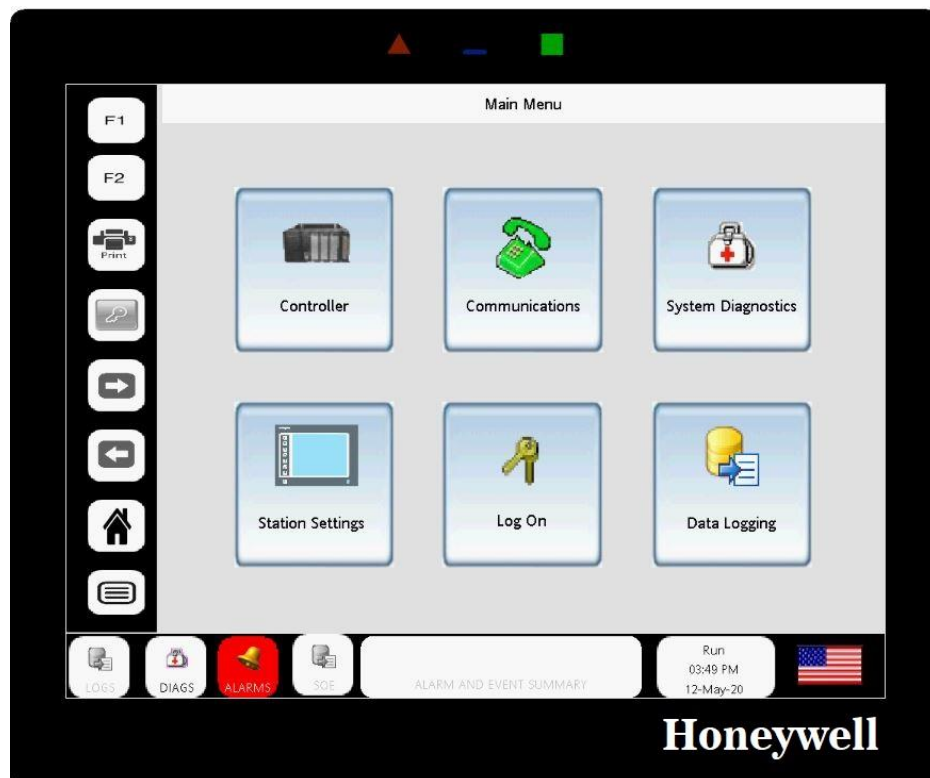 Main Menu
F1
F2
Print
Controller
Communications
System Diagnostics
Station Settings
Log On
Data Logging
LOGS
DIAGS
ALARMS
SOE
ALARM AND EVENT SUMMARY
Run
03:49 PM
12-May-20
Honeywell